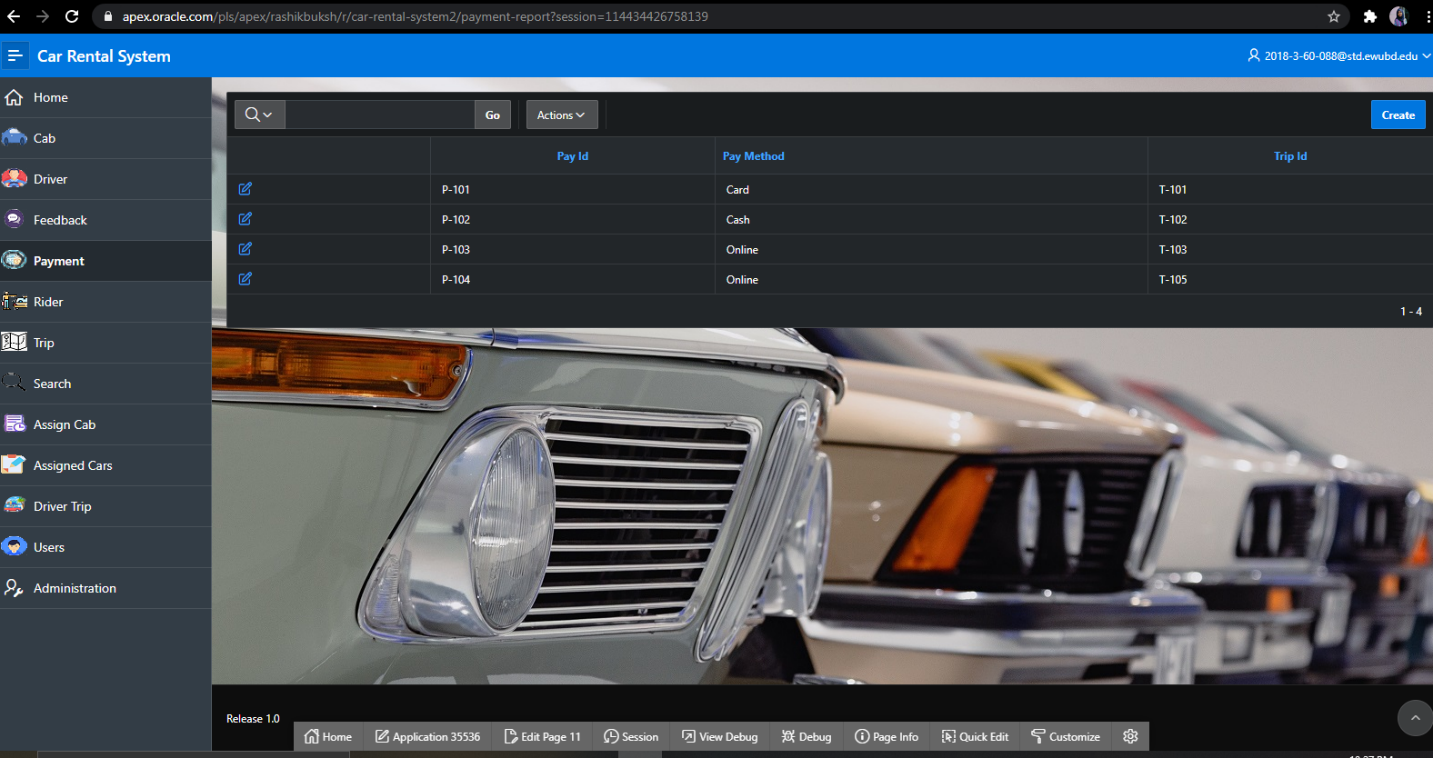 apex.oracle.com/pls/apex/rashikbuksh/r/car-rental-system2/payment-report?session=114434426758139
Car Rental System
2018-3-60-088@std.ewubd.edu
Home
Cab
Driver
Feedback
Payment
Rider
Trip
Search
Assign Cab
Assigned Cars
Driver Trip
Users
Administration
Go
Actions
Create
Pay Id Pay Method Trip Id
P-101 Card T-101
P-102 Cash T-102
P-103 Online T-103
P-104 Online T-105
1 - 4
Release 1.0
Home Application 35536 Edit Page 11 Session View Debug Debug Page Info Quick Edit Customize